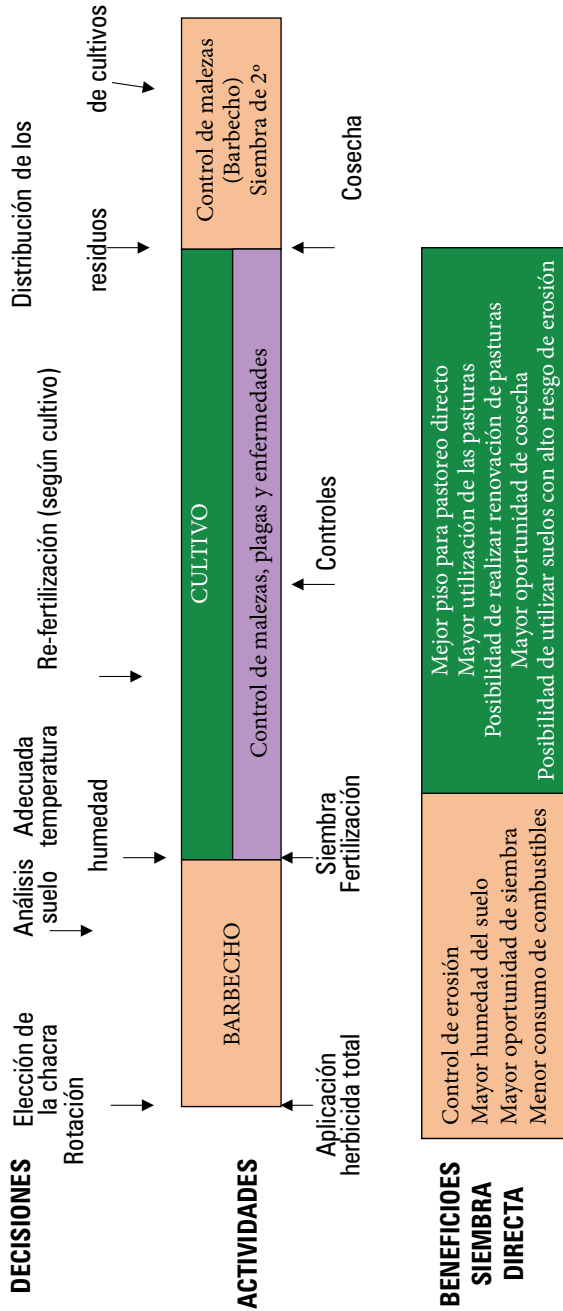 DECISIONES
Elección de
la chacra
Rotación
Análisis
suelo
Adecuada
temperatura
humedad
Re-fertilización (según cultivo)
Distribución de los
residuos
de cultivos
ACTIVIDADES
BARBECHO
CULTIVO
Control de malezas, plagas y enfermedades
Control de malezas
(Barbecho)
Siembra de 2º
Aplicación
herbicida total
Siembra
Fertilización
Controles
Cosecha
BENEFICIOES
SIEMBRA
DIRECTA
Control de erosión
Mayor humedad del suelo
Mayor oportunidad de siembra
Menor consumo de combustibles
Mejor piso para pastoreo directo
Mayor utilización de las pasturas
Posibilidad de realizar renovación de pasturas
Mayor oportunidad de cosecha
Posibilidad de utilizar suelos con alto riesgo de erosión